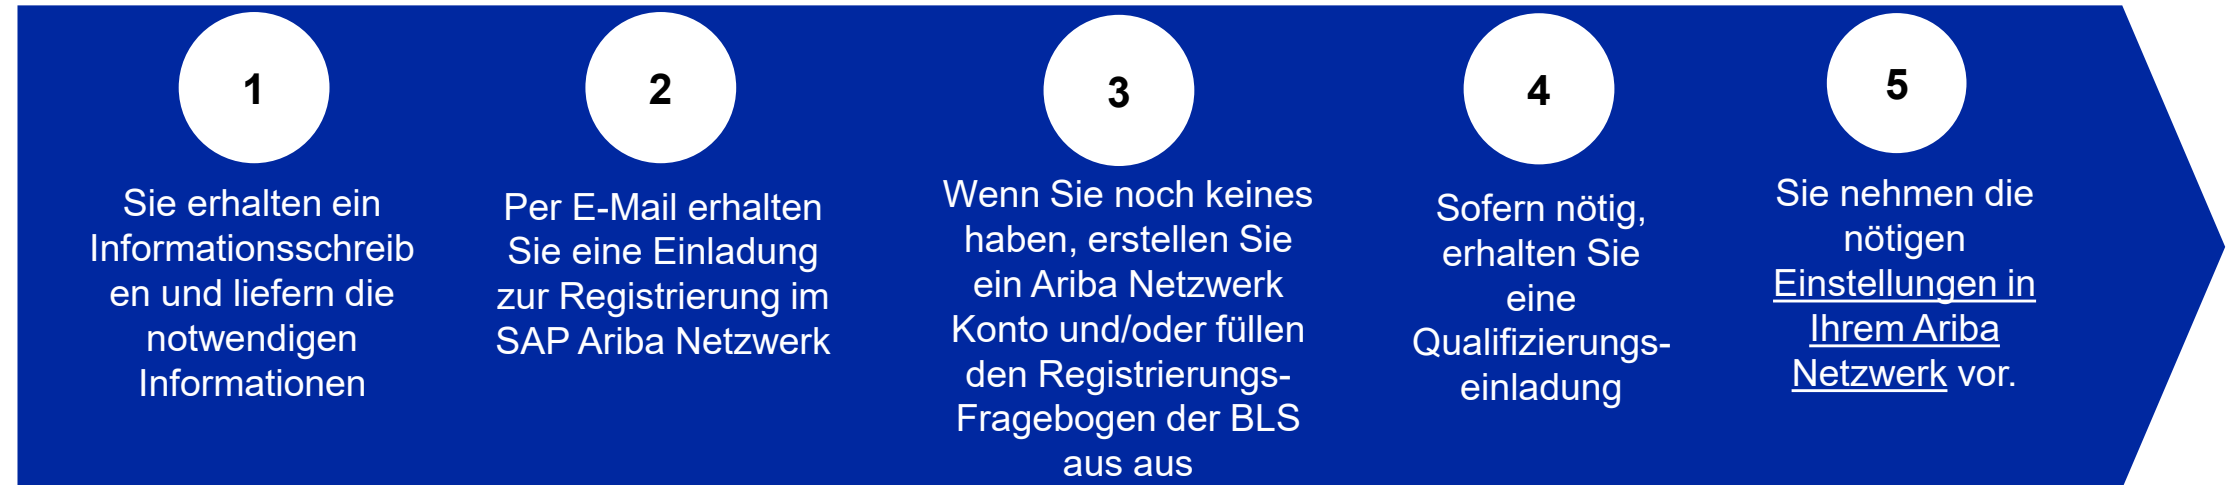 1
Sie erhalten ein
Informationsschreib
en und liefern die
notwendigen
Informationen
2
Per E-Mail erhalten
Sie eine Einladung
zur Registrierung im
SAP Ariba Netzwerk
3
Wenn Sie noch keines
haben, erstellen Sie
ein Ariba Netzwerk
Konto und/oder füllen
den Registrierungs-
Fragebogen der BLS
aus aus
4
Sofern nötig,
erhalten Sie
eine
Qualifizierungs-
einladung
5
Sie nehmen die
nötigen
Einstellungen in
Ihrem Ariba
Netzwerk vor.